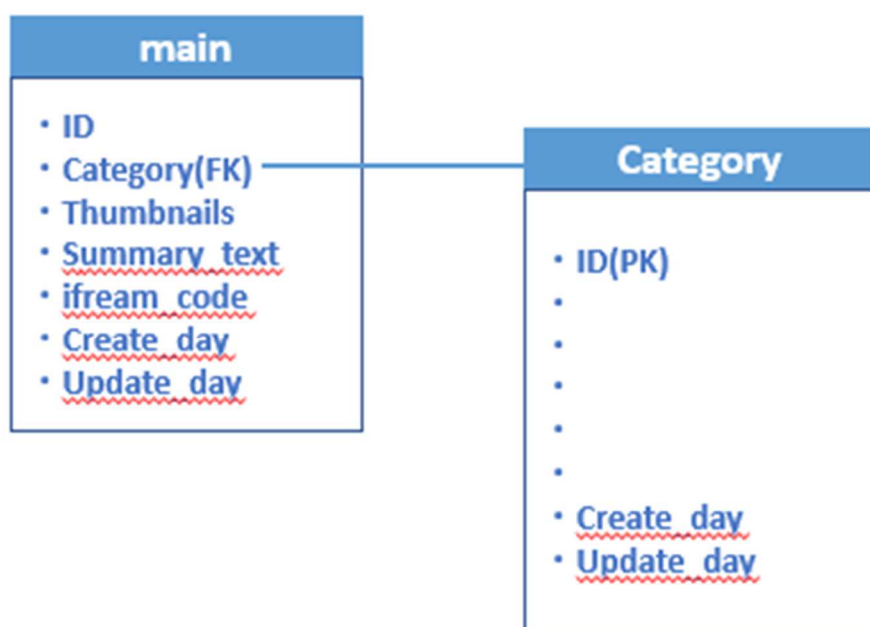 main
• ID
• Category(FK)
• Thumbnails
• Summary_text
• ifream_code
• Create_day
• Update_day
Category
• ID(PK)
•
•
•
•
•
• Create_day
• Update_day